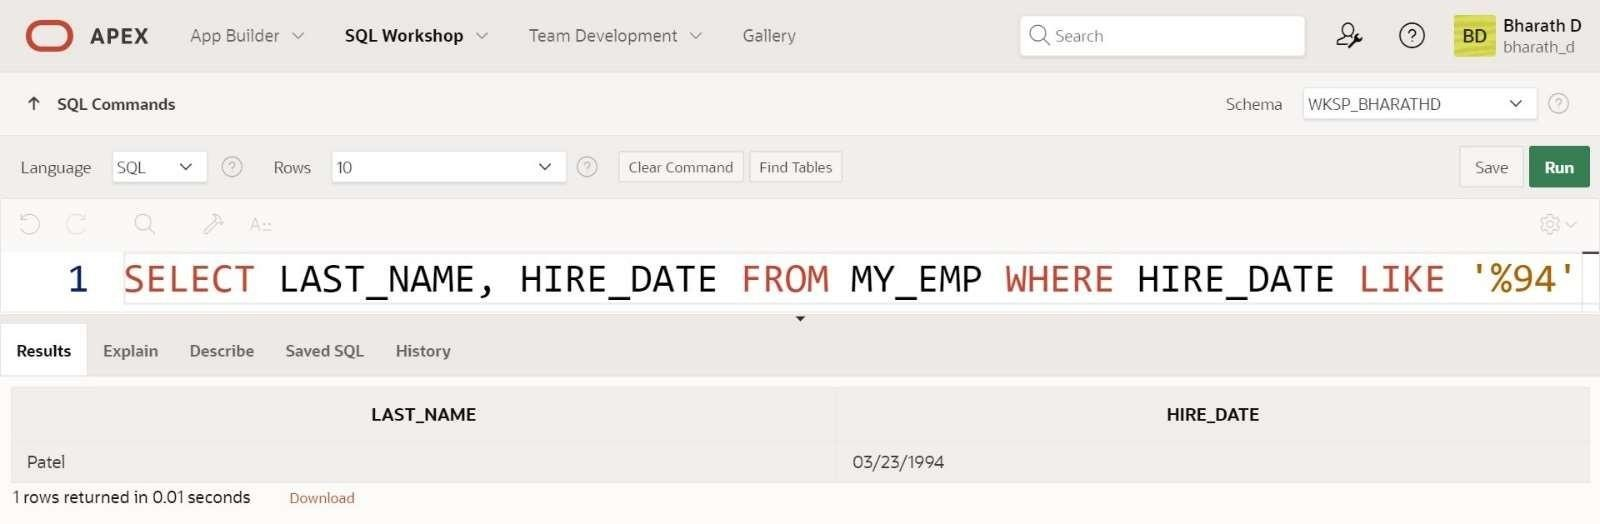 APEX App Builder SQL Workshop Team Development Gallery Search ? BD Bharath D
bharath_d
SQL Commands Schema WKSP_BHARATHD ?
Language SQL ? Rows 10 ? Clear Command Find Tables Save Run
A::
1 SELECT LAST_NAME, HIRE_DATE FROM MY_EMP WHERE HIRE_DATE LIKE '%94'
Results Explain Describe Saved SQL History
LAST_NAME HIRE_DATE
Patel 03/23/1994
1 rows returned in 0.01 seconds Download